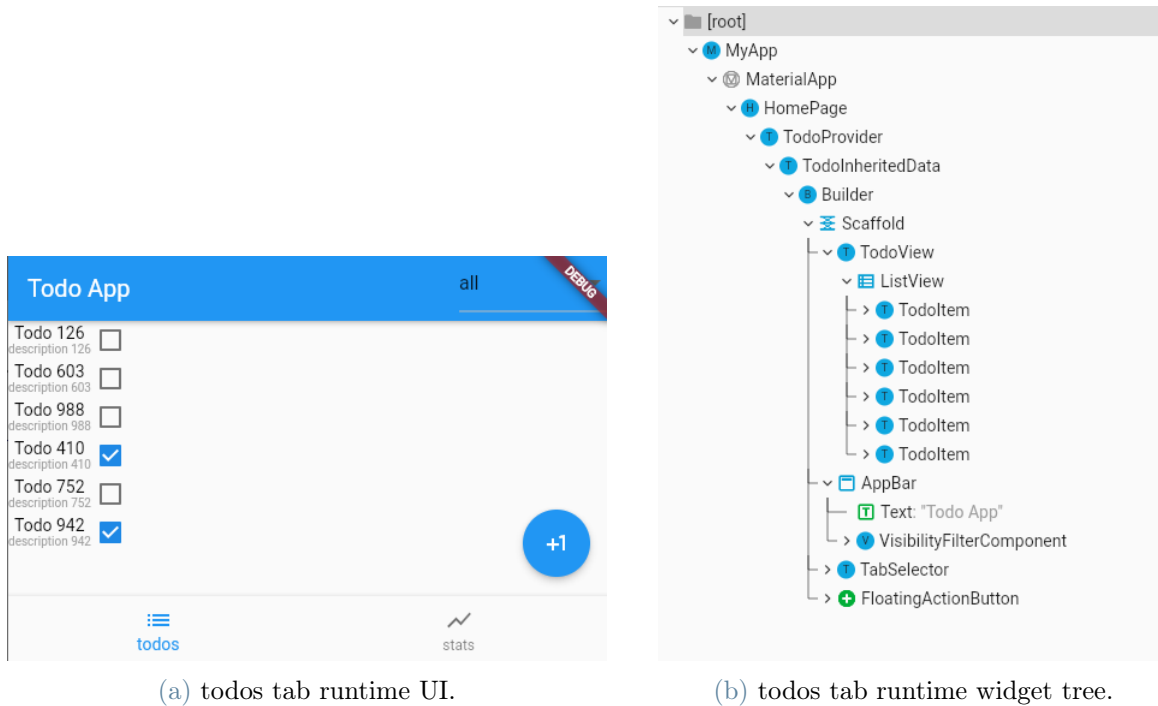 Todo App
all
DEBUG
Todo 126
description 126
Todo 603
description 603
Todo 988
description 988
Todo 410
description 410
Todo 752
description 752
Todo 942
description 942
+1
todos
stats
(a) todos tab runtime UI.
[root]
M MyApp
MaterialApp
H HomePage
T TodoProvider
T TodoInheritedData
B Builder
Scaffold
T TodoView
ListView
T TodoItem
T TodoItem
T TodoItem
T TodoItem
T TodoItem
T TodoItem
AppBar
T Text: "Todo App"
V VisibilityFilterComponent
T TabSelector
FloatingActionButton
(b) todos tab runtime widget tree.